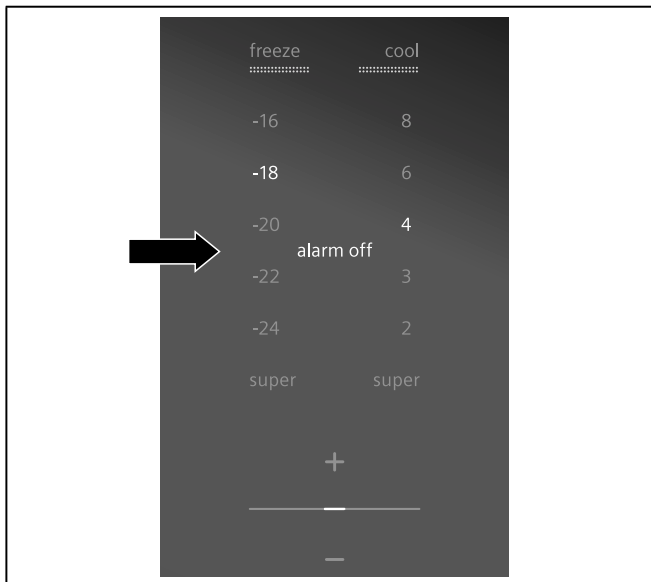 freeze cool
-16 8
-18 6
-20 4
alarm off
-22 3
-24 2
super super
+
−